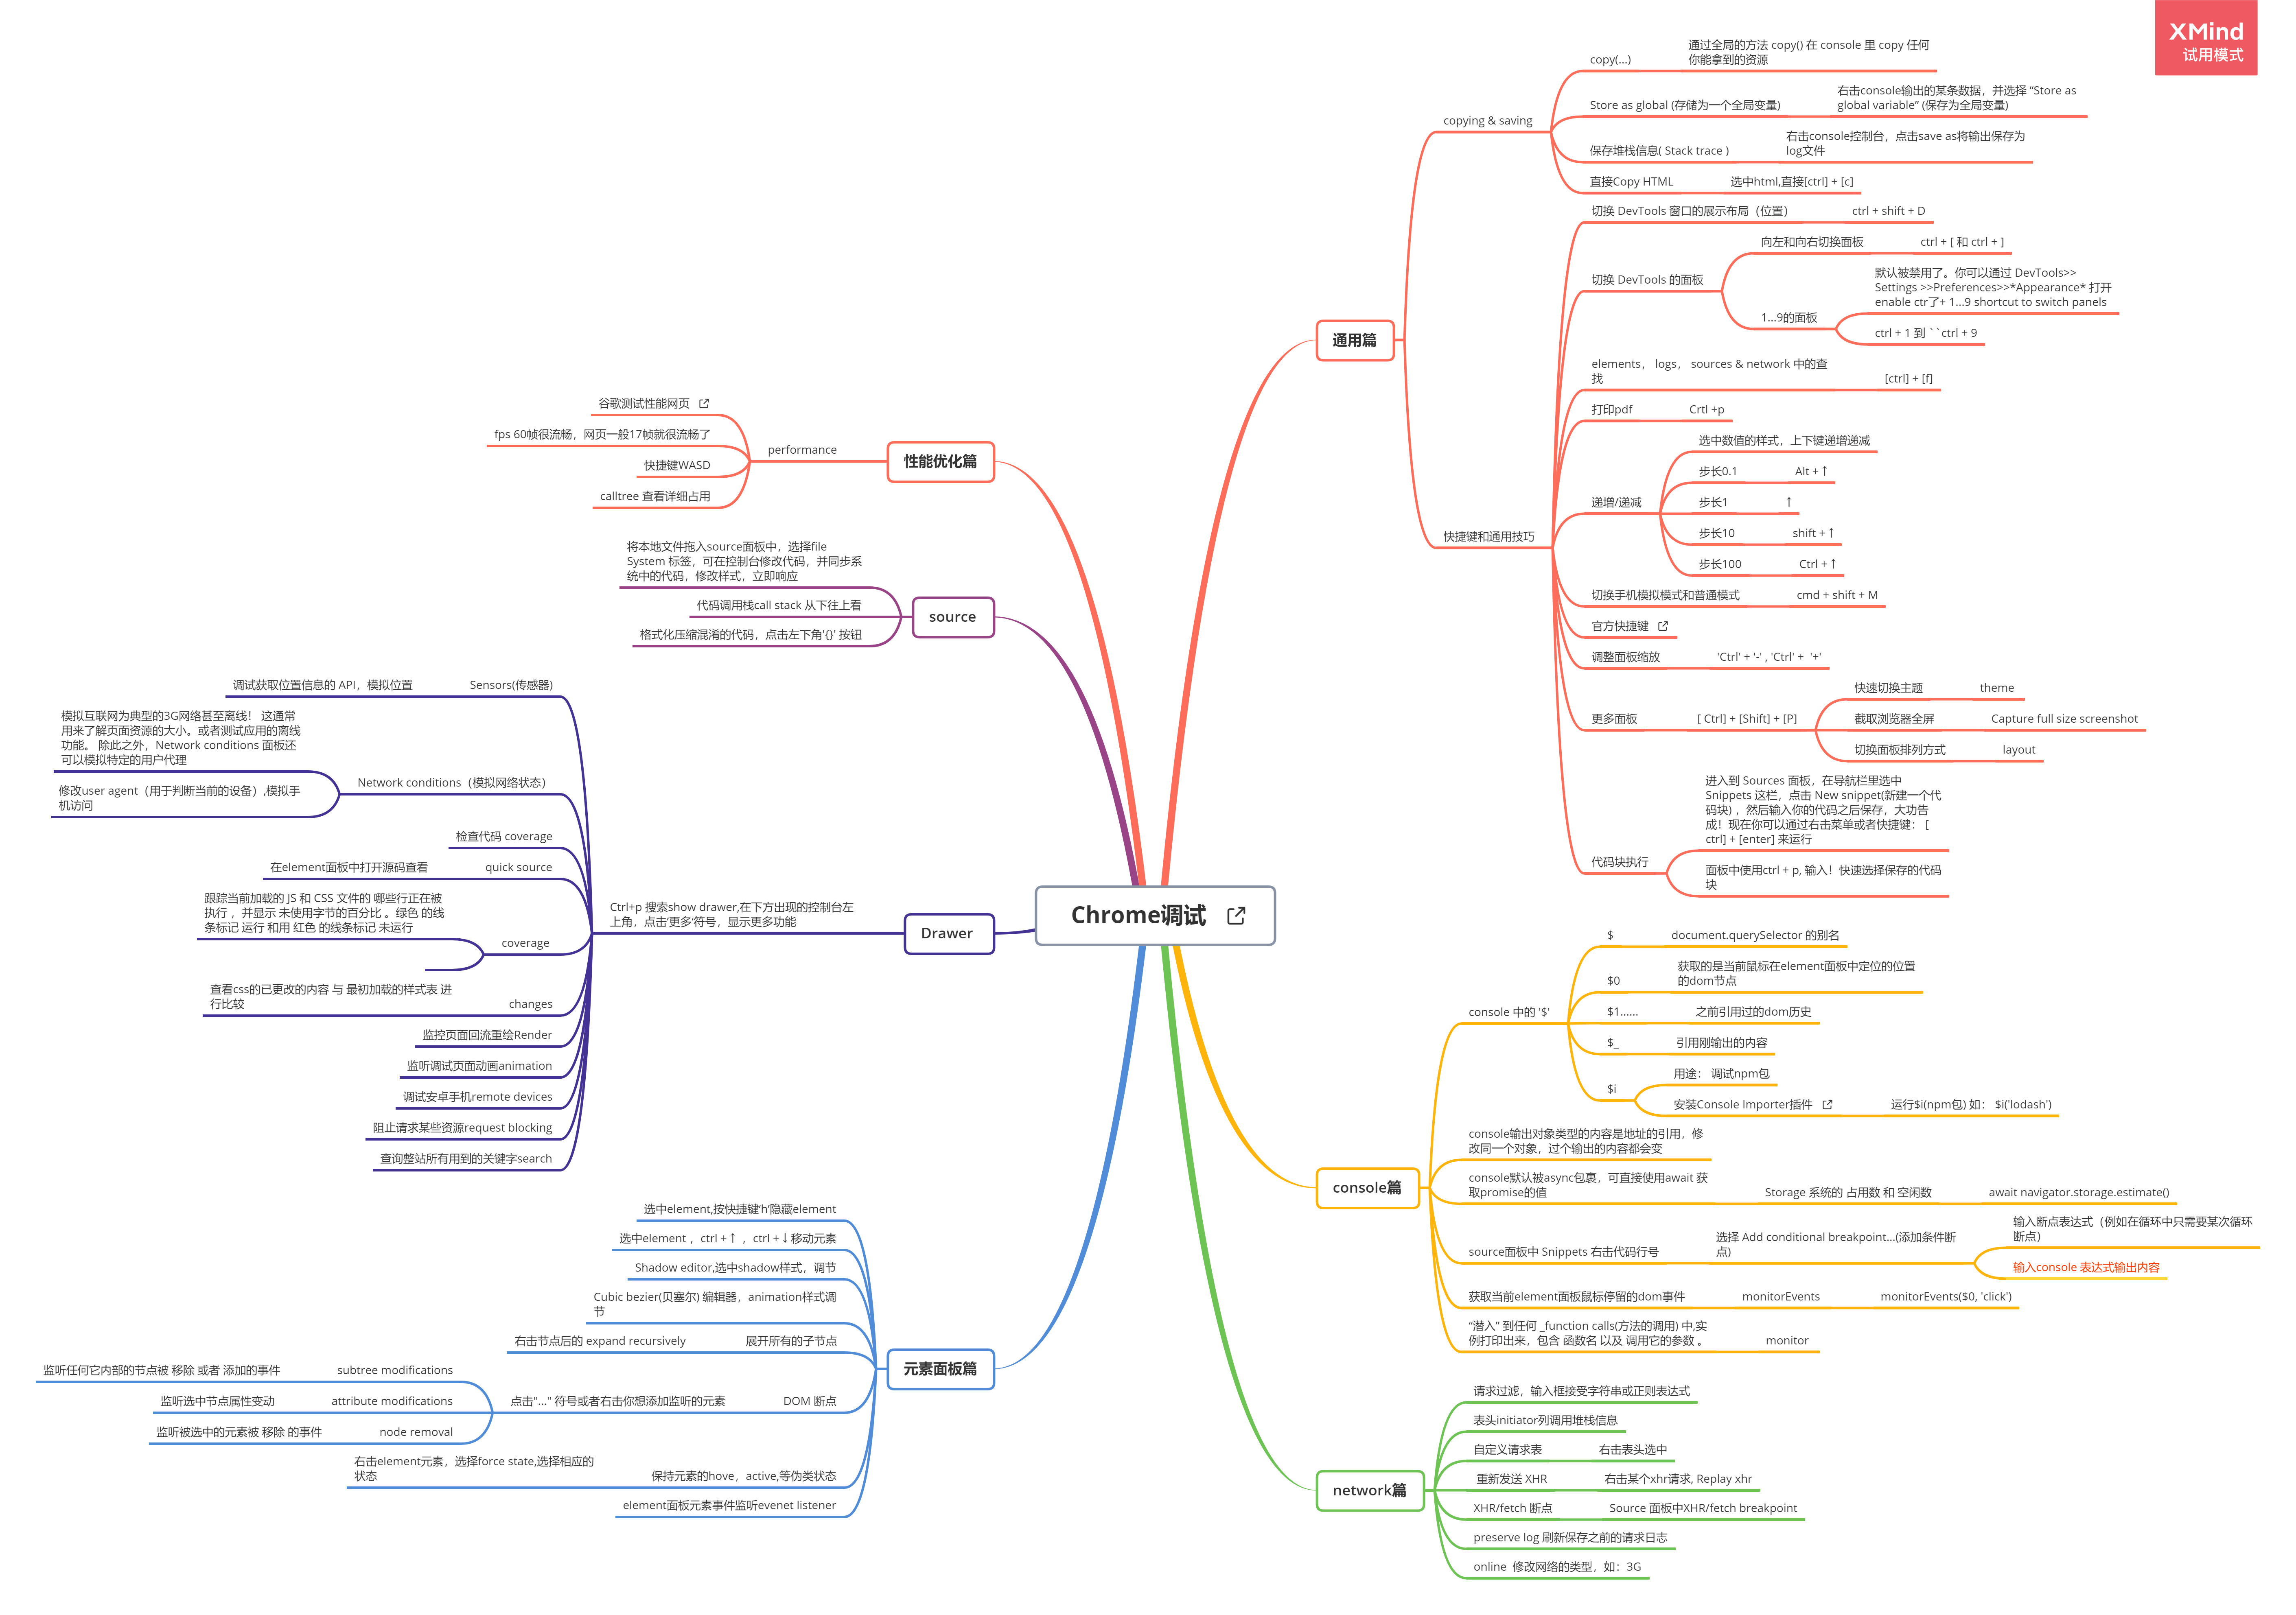 XMind
试用模式
Chrome调试
通用篇
copying & saving
copy(...)
通过全局的方法 copy() 在 console 里 copy 任何
你能拿到的资源
Store as global (存储为一个全局变量)
右击console输出的某条数据，并选择 “Store as
global variable” (保存为全局变量)
保存堆栈信息( Stack trace )
右击console控制台，点击save as将输出保存为
log文件
直接Copy HTML
选中html,直接[ctrl] + [c]
快捷键和通用技巧
切换 DevTools 窗口的展示布局（位置）
ctrl + shift + D
切换 DevTools 的面板
向左和向右切换面板
ctrl + [ 和 ctrl + ]
1...9的面板
默认被禁用了。你可以通过 DevTools>>
Settings >>Preferences>>*Appearance* 打开
enable ctr了+ 1...9 shortcut to switch panels
ctrl + 1 到 ``ctrl + 9
elements， logs， sources & network 中的查
找
[ctrl] + [f]
打印pdf
Crtl +p
递增/递减
选中数值的样式，上下键递增递减
步长0.1
Alt + ↑
步长1
↑
步长10
shift + ↑
步长100
Ctrl + ↑
切换手机模拟模式和普通模式
cmd + shift + M
官方快捷键
调整面板缩放
'Ctrl' + '-' , 'Ctrl' + '+'
更多面板
[ Ctrl] + [Shift] + [P]
快速切换主题
theme
截取浏览器全屏
Capture full size screenshot
切换面板排列方式
layout
代码块执行
进入到 Sources 面板，在导航栏里选中
Snippets 这栏，点击 New snippet(新建一个代
码块) ，然后输入你的代码之后保存，大功告
成！现在你可以通过右击菜单或者快捷键： [
ctrl] + [enter] 来运行
面板中使用ctrl + p, 输入！快速选择保存的代码
块
console篇
console 中的 '$'
$
document.querySelector 的别名
$0
获取的是当前鼠标在element面板中定位的位置
的dom节点
$1......
之前引用过的dom历史
$_
引用刚输出的内容
$i
用途： 调试npm包
安装Console Importer插件
运行$i(npm包) 如： $i('lodash')
console输出对象类型的内容是地址的引用，修
改同一个对象，过个输出的内容都会变
console默认被async包裹，可直接使用await 获
取promise的值
Storage 系统的 占用数 和 空闲数
await navigator.storage.estimate()
source面板中 Snippets 右击代码行号
选择 Add conditional breakpoint...(添加条件断
点)
输入断点表达式（例如在循环中只需要某次循环
断点）
输入console 表达式输出内容
获取当前element面板鼠标停留的dom事件
monitorEvents
monitorEvents($0, 'click')
“潜入” 到任何 _function calls(方法的调用) 中,实
例打印出来，包含 函数名 以及 调用它的参数 。
monitor
network篇
请求过滤，输入框接受字符串或正则表达式
表头initiator列调用堆栈信息
自定义请求表
右击表头选中
重新发送 XHR
右击某个xhr请求, Replay xhr
XHR/fetch 断点
Source 面板中XHR/fetch breakpoint
preserve log 刷新保存之前的请求日志
online 修改网络的类型，如：3G
性能优化篇
performance
谷歌测试性能网页
fps 60帧很流畅，网页一般17帧就很流畅了
快捷键WASD
calltree 查看详细占用
source
将本地文件拖入source面板中，选择file
System 标签，可在控制台修改代码，并同步系
统中的代码，修改样式，立即响应
代码调用栈call stack 从下往上看
格式化压缩混淆的代码，点击左下角'{}' 按钮
Drawer
Ctrl+p 搜索show drawer,在下方出现的控制台左
上角，点击‘更多’符号，显示更多功能
Sensors(传感器)
调试获取位置信息的 API，模拟位置
Network conditions（模拟网络状态）
模拟互联网为典型的3G网络甚至离线！ 这通常
用来了解页面资源的大小。或者测试应用的离线
功能。 除此之外，Network conditions 面板还
可以模拟特定的用户代理
修改user agent（用于判断当前的设备）,模拟手
机访问
检查代码 coverage
quick source
在element面板中打开源码查看
coverage
跟踪当前加载的 JS 和 CSS 文件的 哪些行正在被
执行 ，并显示 未使用字节的百分比 。绿色 的线
条标记 运行 和用 红色 的线条标记 未运行
changes
查看css的已更改的内容 与 最初加载的样式表 进
行比较
监控页面回流重绘Render
监听调试页面动画animation
调试安卓手机remote devices
阻止请求某些资源request blocking
查询整站所有用到的关键字search
元素面板篇
选中element,按快捷键‘h’隐藏element
选中element ，ctrl + ↑ ，ctrl + ↓ 移动元素
Shadow editor,选中shadow样式，调节
Cubic bezier(贝塞尔) 编辑器，animation样式调
节
展开所有的子节点
右击节点后的 expand recursively
DOM 断点
点击"..." 符号或者右击你想添加监听的元素
subtree modifications
监听任何它内部的节点被 移除 或者 添加的事件
attribute modifications
监听选中节点属性变动
node removal
监听被选中的元素被 移除 的事件
保持元素的hove，active,等伪类状态
右击element元素，选择force state,选择相应的
状态
element面板元素事件监听evenet listener